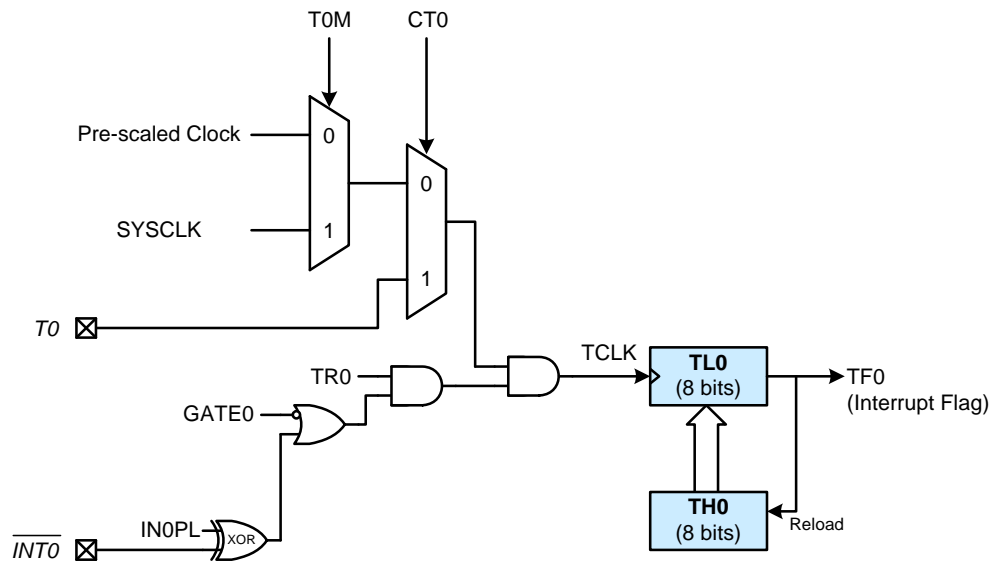 T0M
CT0
Pre-scaled Clock
0
0
SYSCLK
1
1
T0
TCLK
TL0
(8 bits)
TF0
(Interrupt Flag)
TR0
GATE0
TH0
(8 bits)
Reload
IN0PL
XOR
INT0